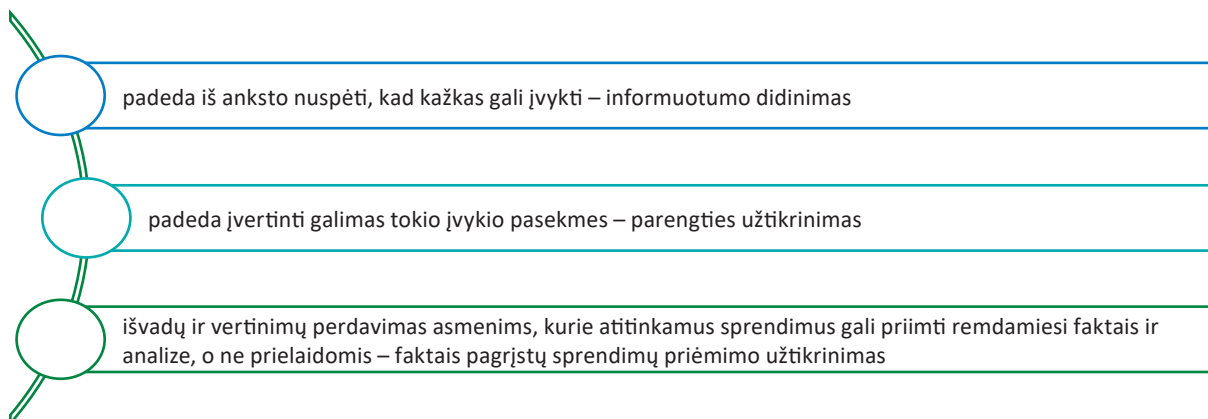 padeda iš anksto nuspėti, kad kažkas gali įvykti – informuotumo didinimas
padeda įvertinti galimas tokio įvykio pasekmes – parengties užtikrinimas
išvadų ir vertinimų perdavimas asmenims, kurie atitinkamus sprendimus gali priimti remdamiesi faktais ir
analize, o ne prielaidomis – faktais pagrįstų sprendimų priėmimo užtikrinimas